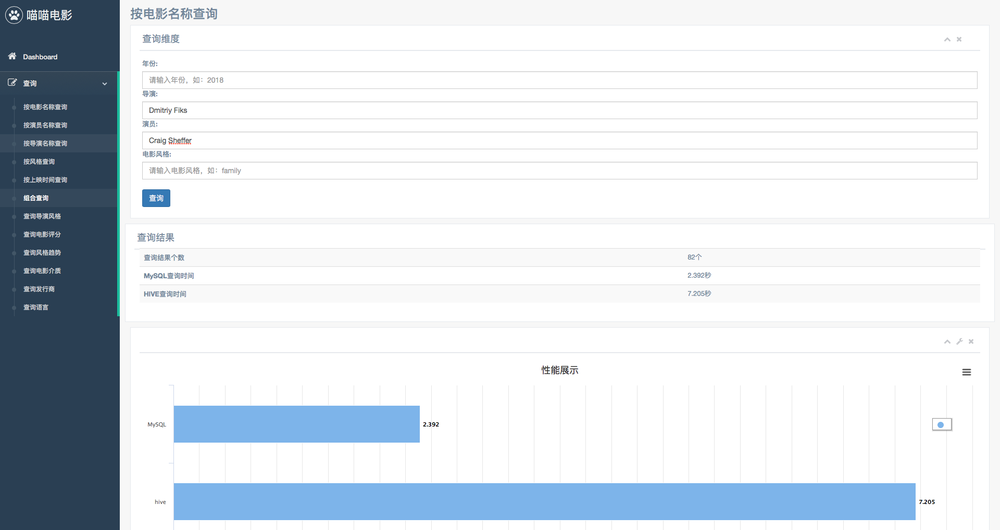 喵喵电影
Dashboard
查询
按电影名称查询
按演员名称查询
按导演名称查询
按风格查询
按上映时间查询
组合查询
查询导演风格
查询电影评分
查询风格趋势
查询电影介质
查询发行商
查询语言
按电影名称查询
查询维度
年份:
请输入年份，如：2018
导演:
Dmitriy Fiks
演员:
Craig Sheffer
电影风格:
请输入电影风格，如：family
查询
查询结果
查询结果个数 82个
MySQL查询时间 2.392秒
HIVE查询时间 7.205秒
性能展示
MySQL 2.392
hive 7.205